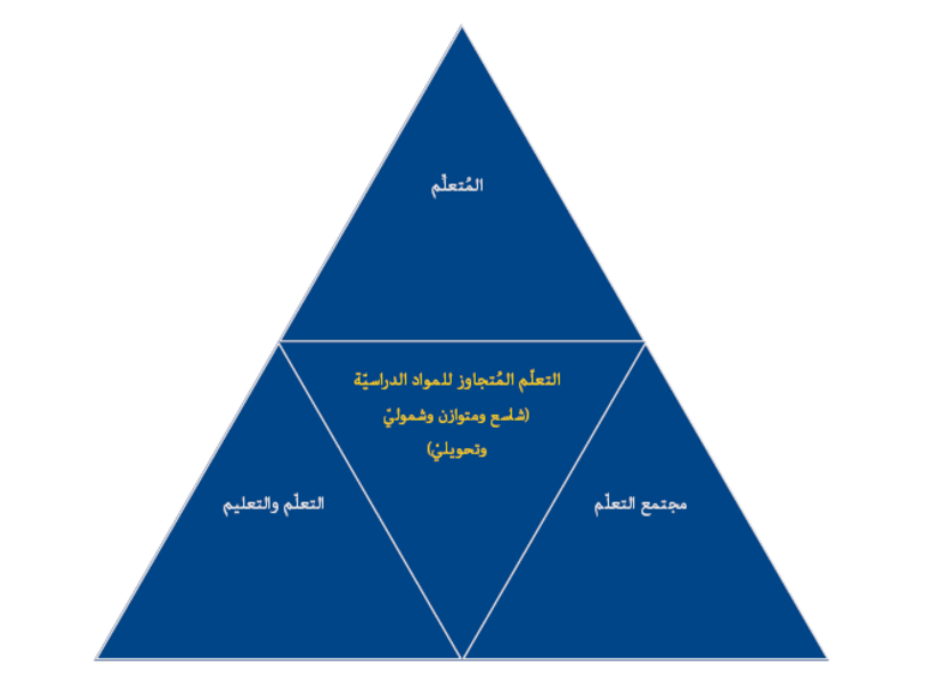 المُتعلِّم
التعلّم المُتجاوز للمواد الدراسيّة
(شاسع ومتوازن وشموليّ
وتحويليّ)
مجتمع التعلّم
التعلّم والتعليم